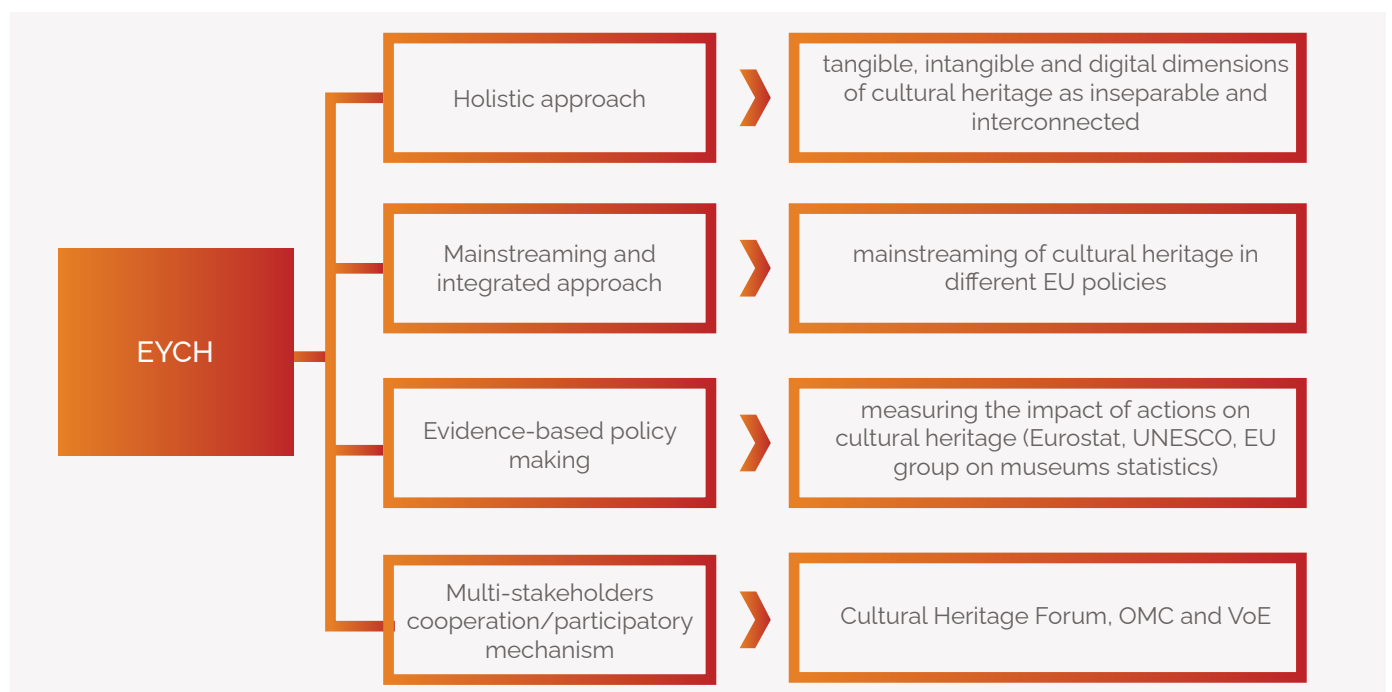 EYCH
Holistic approach
tangible, intangible and digital dimensions
of cultural heritage as inseparable and
interconnected
Mainstreaming and
integrated approach
mainstreaming of cultural heritage in
different EU policies
Evidence-based policy
making
measuring the impact of actions on
cultural heritage (Eurostat, UNESCO, EU
group on museums statistics)
Multi-stakeholders
cooperation/participatory
mechanism
Cultural Heritage Forum, OMC and VoE